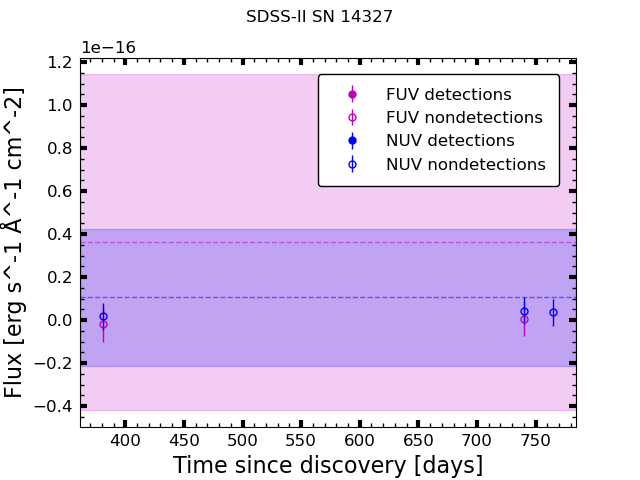 SDSS-II SN 14327
1e−16
1.2
1.0
0.8
0.6
0.4
0.2
0.0
−0.2
−0.4
Flux [erg s^-1 Å^-1 cm^-2]
FUV detections
FUV nondetections
NUV detections
NUV nondetections
400 450 500 550 600 650 700 750
Time since discovery [days]